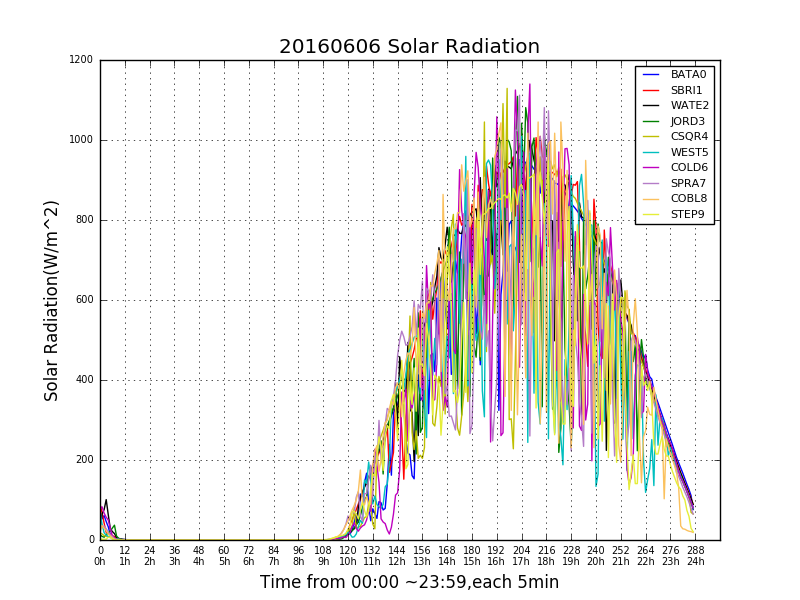 20160606 Solar Radiation
1200
1000
800
600
400
200
0
Solar Radiation(W/m^2)
BATA0
SBRI1
WATE2
JORD3
CSQR4
WEST5
COLD6
SPRA7
COBL8
STEP9
0 12 24 36 48 60 72 84 96 108 120 132 144 156 168 180 192 204 216 228 240 252 264 276 288
0h 1h 2h 3h 4h 5h 6h 7h 8h 9h 10h 11h 12h 13h 14h 15h 16h 17h 18h 19h 20h 21h 22h 23h 24h
Time from 00:00 ~23:59,each 5min